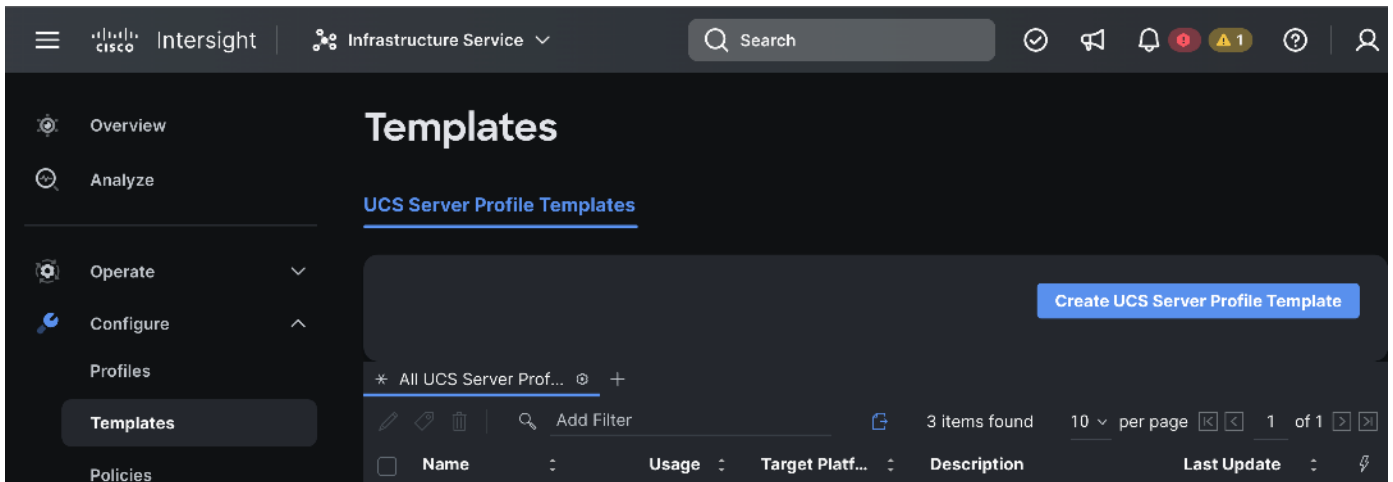 cisco Intersight Infrastructure Service Search 1
Overview
Analyze
Operate
Configure
Profiles
Templates
Policies
Templates
UCS Server Profile Templates
Create UCS Server Profile Template
All UCS Server Prof... +
Add Filter 3 items found 10 per page 1 of 1
Name Usage Target Platf... Description Last Update